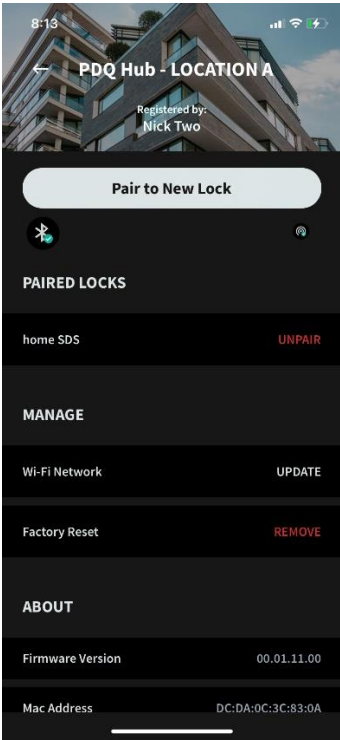 8:13
PDQ Hub - LOCATION A
Registered by:
Nick Two
Pair to New Lock
PAIRED LOCKS
home SDS UNPAIR
MANAGE
Wi-Fi Network UPDATE
Factory Reset REMOVE
ABOUT
Firmware Version 00.01.11.00
Mac Address DC:DA:0C:3C:83:0A